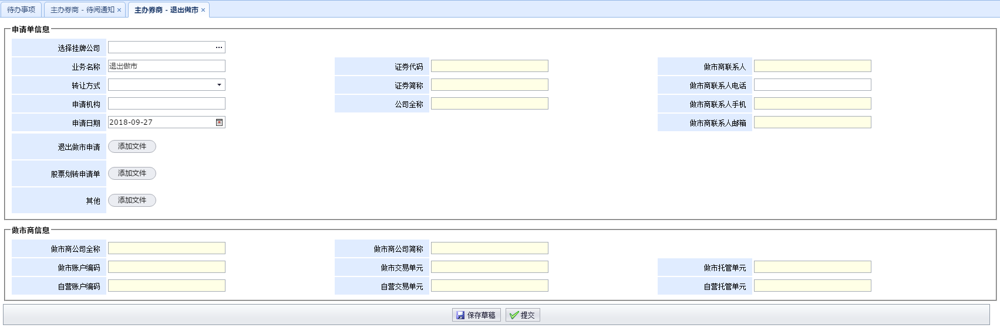 待办事项 主办券商 - 待阅通知 × 主办券商 - 退出做市 ×
申请单信息
选择挂牌公司 ...
业务名称 退出做市 证券代码 做市商联系人
转让方式 证券简称 做市商联系人电话
申请机构 公司全称 做市商联系人手机
申请日期 2018-09-27 做市商联系人邮箱
退出做市申请 添加文件
股票划转申请单 添加文件
其他 添加文件
做市商信息
做市商公司全称 做市商公司简称
做市账户编码 做市交易单元 做市托管单元
自营账户编码 自营交易单元 自营托管单元
保存草稿 提交